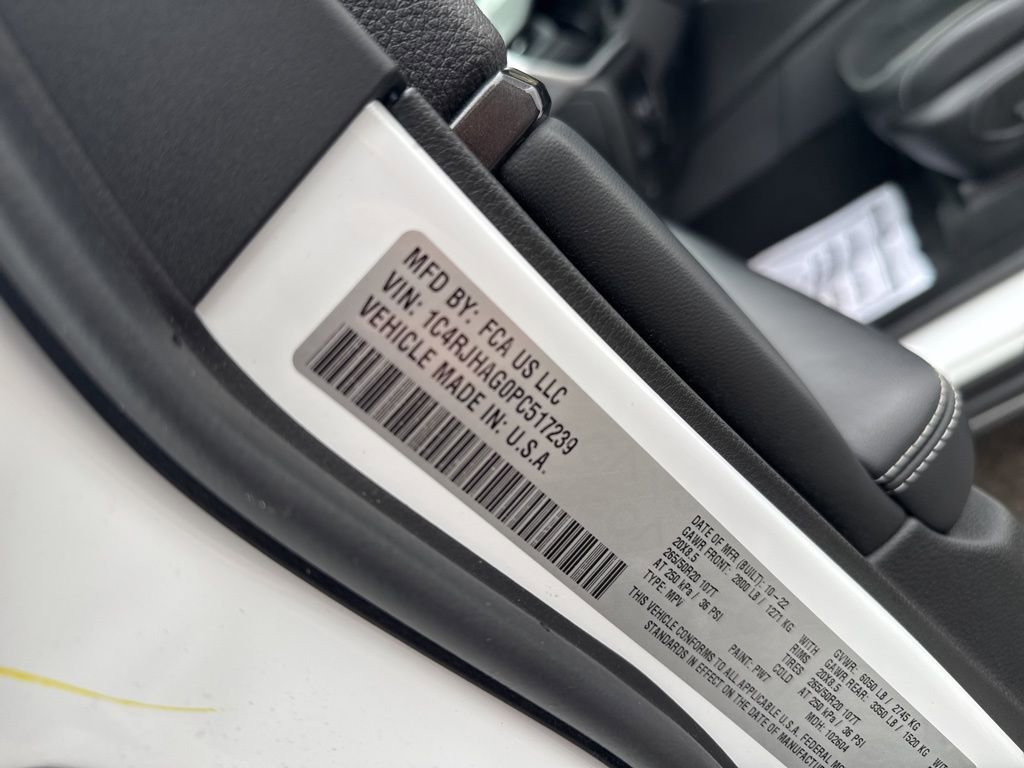 MFD BY: FCA US LLC
VIN: 1C4RJHAG0PC517239
VEHICLE MADE IN: U.S.A.
DATE OF MFR (BUILT): 10-22 GVWR: 6050 LB / 2745 KG
GAWR FRONT: 2800 LB / 1271 KG WITH GAWR REAR: 3350 LB / 1520 KG
20X8.5 RIMS 20X8.5
265/50R20 107T TIRES 265/50R20 107T
AT 250 kPa / 36 PSI COLD AT 250 kPa / 36 PSI
TYPE: MPV PAINT: PW7 MDH: 102604
THIS VEHICLE CONFORMS TO ALL APPLICABLE U.S.A. FEDERAL
STANDARDS IN EFFECT ON THE DATE OF